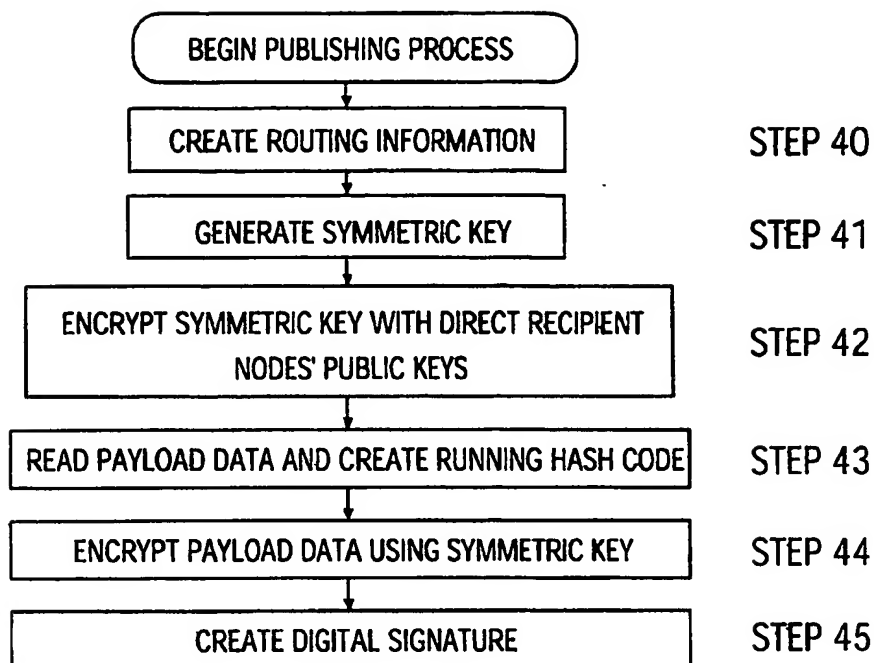 BEGIN PUBLISHING PROCESS
CREATE ROUTING INFORMATION
STEP 40
GENERATE SYMMETRIC KEY
STEP 41
ENCRYPT SYMMETRIC KEY WITH DIRECT RECIPIENT
NODES' PUBLIC KEYS
STEP 42
READ PAYLOAD DATA AND CREATE RUNNING HASH CODE
STEP 43
ENCRYPT PAYLOAD DATA USING SYMMETRIC KEY
STEP 44
CREATE DIGITAL SIGNATURE
STEP 45